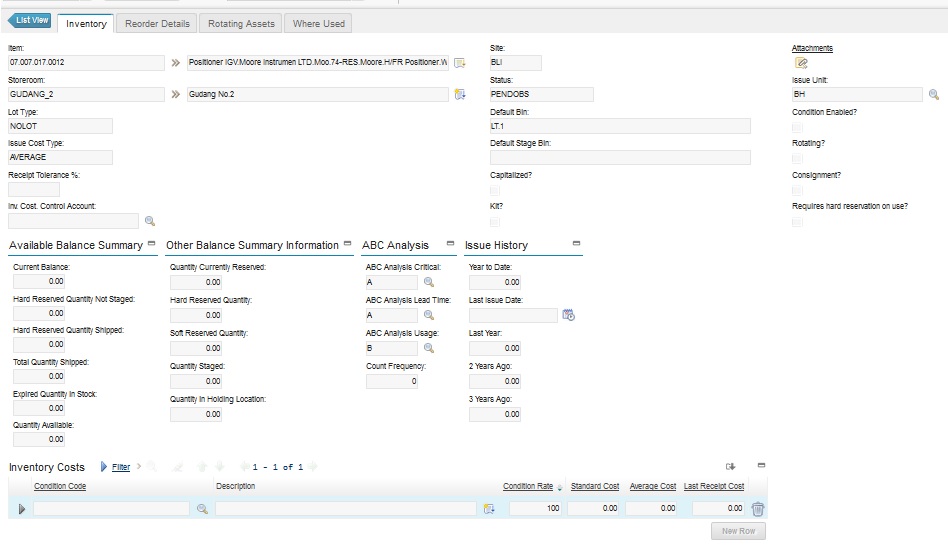 List View Inventory Reorder Details Rotating Assets Where Used
Item: Site: Attachments
07.007.017.0012 Positioner IGV.Moore Instrumen LTD.Moo.74-RES.Moore.H/FR Positioner.W BLI
Storeroom: Status: Issue Unit:
GUDANG_2 Gudang No.2 PENDOBS BH
Lot Type: Default Bin: Condition Enabled?
NOLOT LT.1
Issue Cost Type: Default Stage Bin: Rotating?
AVERAGE
Receipt Tolerance %: Capitalized? Consignment?
Inv. Cost. Control Account: Kit? Requires hard reservation on use?
Available Balance Summary Other Balance Summary Information ABC Analysis Issue History
Current Balance: Quantity Currently Reserved: ABC Analysis Critical: Year to Date:
0.00 0.00 A 0.00
Hard Reserved Quantity Not Staged: Hard Reserved Quantity: ABC Analysis Lead Time: Last Issue Date:
0.00 0.00 A
Hard Reserved Quantity Shipped: Soft Reserved Quantity: ABC Analysis Usage: Last Year:
0.00 0.00 B 0.00
Total Quantity Shipped: Quantity Staged: Count Frequency: 2 Years Ago:
0.00 0.00 0 0.00
Expired Quantity In Stock: Quantity In Holding Location: 3 Years Ago:
0.00 0.00 0.00
Quantity Available:
0.00
Inventory Costs Filter 1 - 1 of 1
Condition Code Description Condition Rate Standard Cost Average Cost Last Receipt Cost
100 0.00 0.00 0.00
New Row